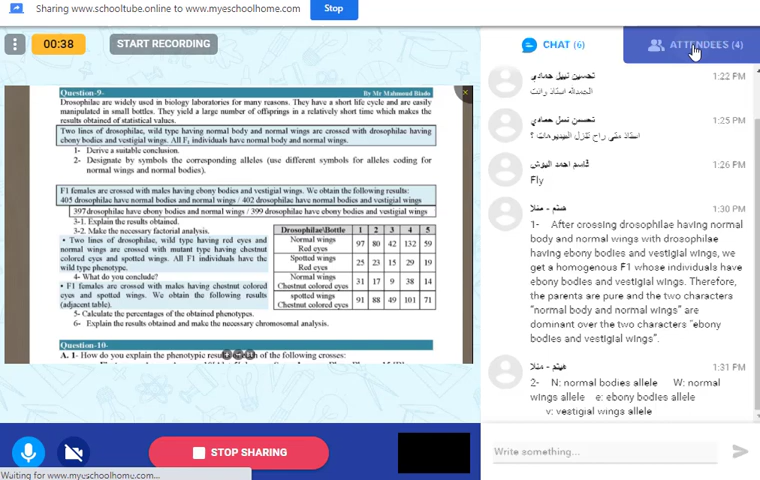 Sharing www.schooltube.online to www.myeschoolhome.com
Stop
00:38
START RECORDING
CHAT (6)
ATTENDEES (4)
Question-9-
By Mr Mahmoud Biado
Drosophilae are widely used in biology laboratories for many reasons. They have a short life cycle and are easily
manipulated in small bottles. They yield a large number of offsprings in a relatively short time which makes the
results obtained of statistical values.
Two lines of drosophilae, wild type having normal body and normal wings are crossed with drosophilae having
ebony bodies and vestigial wings. All F1 individuals have normal body and normal wings.
1- Derive a suitable conclusion.
2- Designate by symbols the corresponding alleles (use different symbols for alleles coding for
normal wings and normal bodies).
F1 females are crossed with males having ebony bodies and vestigial wings. We obtain the following results:
405 drosophilae have normal bodies and normal wings / 402 drosophilae have normal bodies and vestigial wings
397 drosophilae have ebony bodies and normal wings / 399 drosophilae have ebony bodies and vestigial wings
3-1. Explain the results obtained.
3-2. Make the necessary factorial analysis.
• Two lines of drosophilae, wild type having red eyes and
normal wings are crossed with mutant type having chestnut
colored eyes and spotted wings. All F1 individuals have the
wild type phenotype.
4- What do you conclude?
• F1 females are crossed with males having chestnut colored
eyes and spotted wings. We obtain the following results
(adjacent table).
5- Calculate the percentages of the obtained phenotypes.
6- Explain the results obtained and make the necessary chromosomal analysis.
Drosophilae\Bottle 1 2 3 4 5
Normal wings
Red eyes 97 80 42 132 59
Spotted wings
Red eyes 25 23 15 29 19
Normal wings
Chestnut colored eyes 31 17 9 38 14
spotted wings
Chestnut colored eyes 91 88 49 101 71
Question-10-
A. 1- How do you explain the phenotypic results of each of the following crosses:
تحسين نبيل حمادي
1:22 PM
الحمدالله استاذ وانت
تحسين نبيل حمادي
1:25 PM
استاذ متى راح تنزل الفيديوهات ؟
قاسم احمد البوش
1:26 PM
Fly
منلا -
1:30 PM
1- After crossing drosophilae having normal
body and normal wings with drosophilae
having ebony bodies and vestigial wings, we
get a homogenous F1 whose individuals have
ebony bodies and vestigial wings. Therefore,
the parents are pure and the two characters
"normal body and normal wings" are
dominant over the two characters "ebony
bodies and vestigial wings".
هيثم - منلا
1:31 PM
2- N: normal bodies allele W: normal
wings allele e: ebony bodies allele
v: vestigial wings allele
STOP SHARING
Write something...
Waiting for www.myeschoolhome.com...